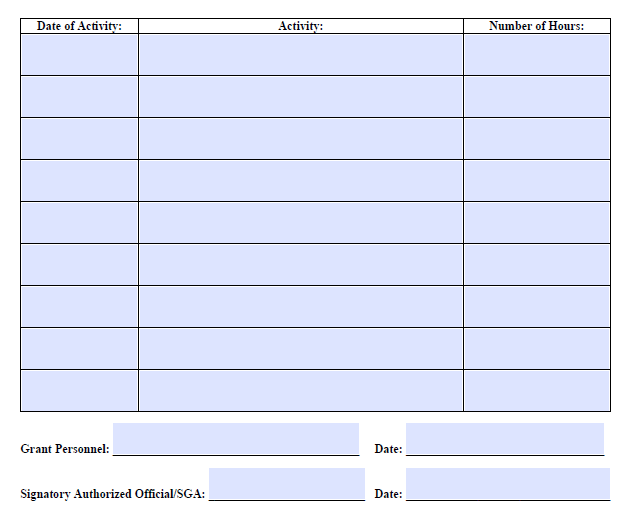 Date of Activity: Activity: Number of Hours:
Grant Personnel: Date:
Signatory Authorized Official/SGA: Date: